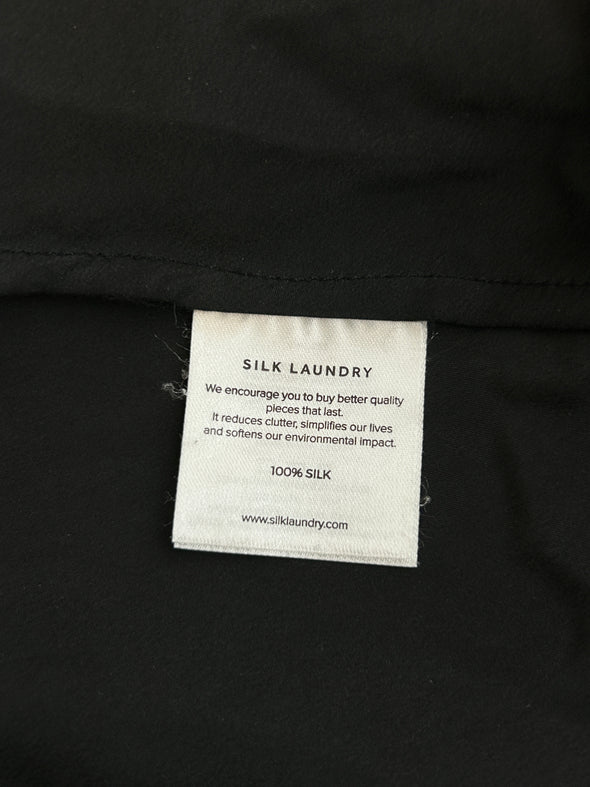 SILK LAUNDRY
We encourage you to buy better quality
pieces that last.
It reduces clutter, simplifies our lives
and softens our environmental impact.
100% SILK
www.silklaundry.com